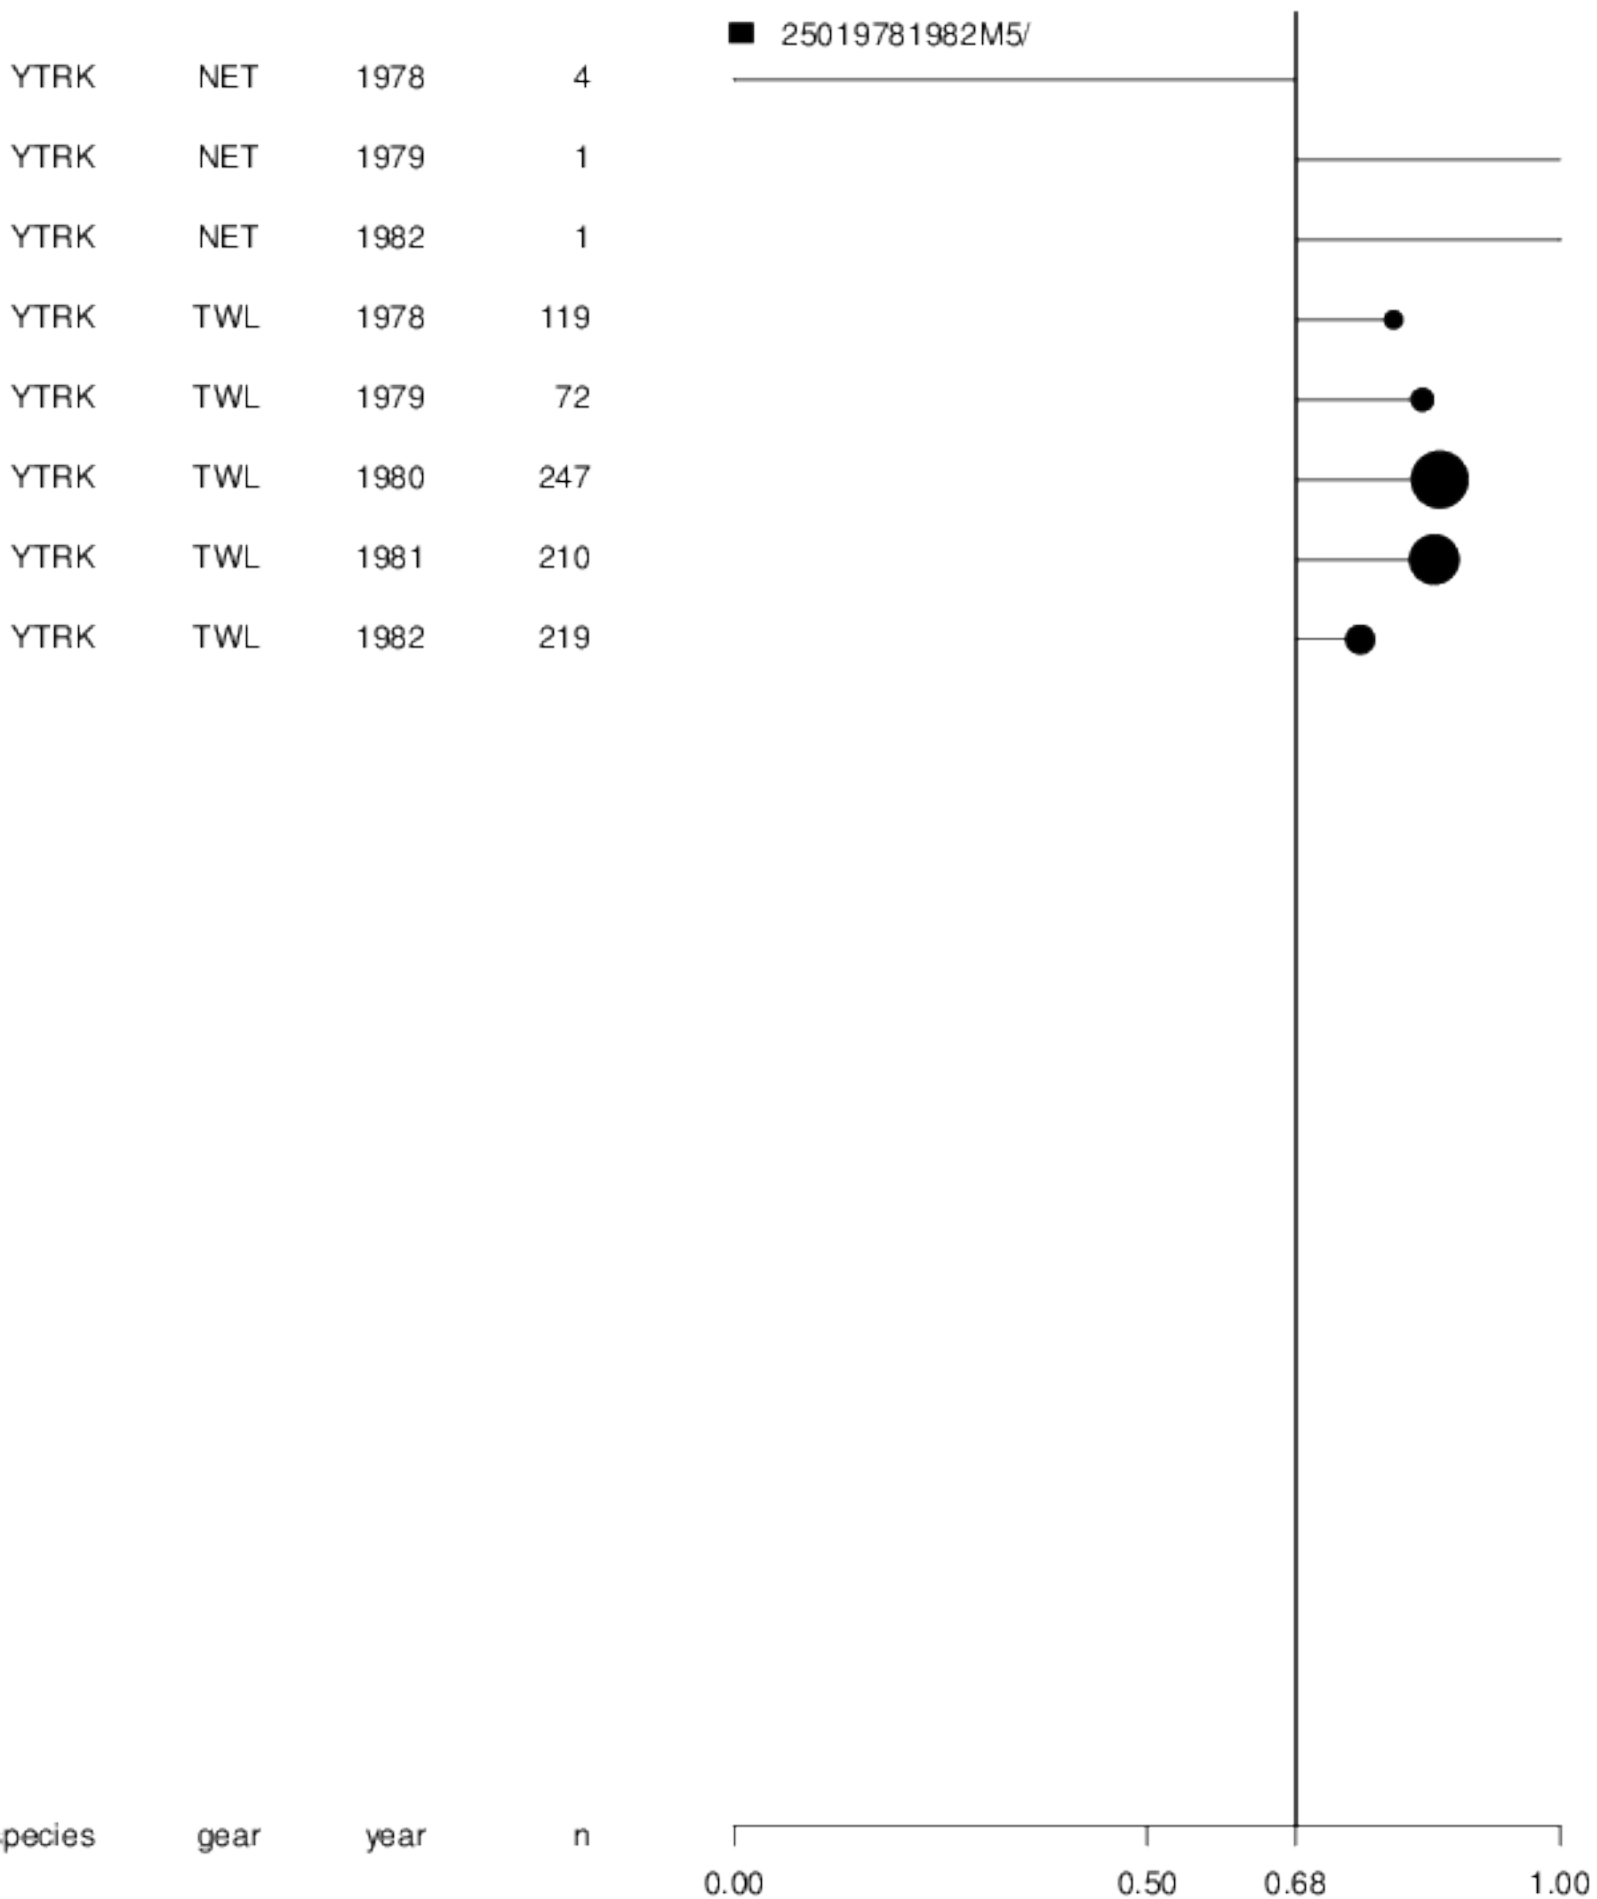 25019781982M5/
YTRK NET 1978 4
YTRK NET 1979 1
YTRK NET 1982 1
YTRK TWL 1978 119
YTRK TWL 1979 72
YTRK TWL 1980 247
YTRK TWL 1981 210
YTRK TWL 1982 219
pecies gear year n
0.00 0.50 0.68 1.00